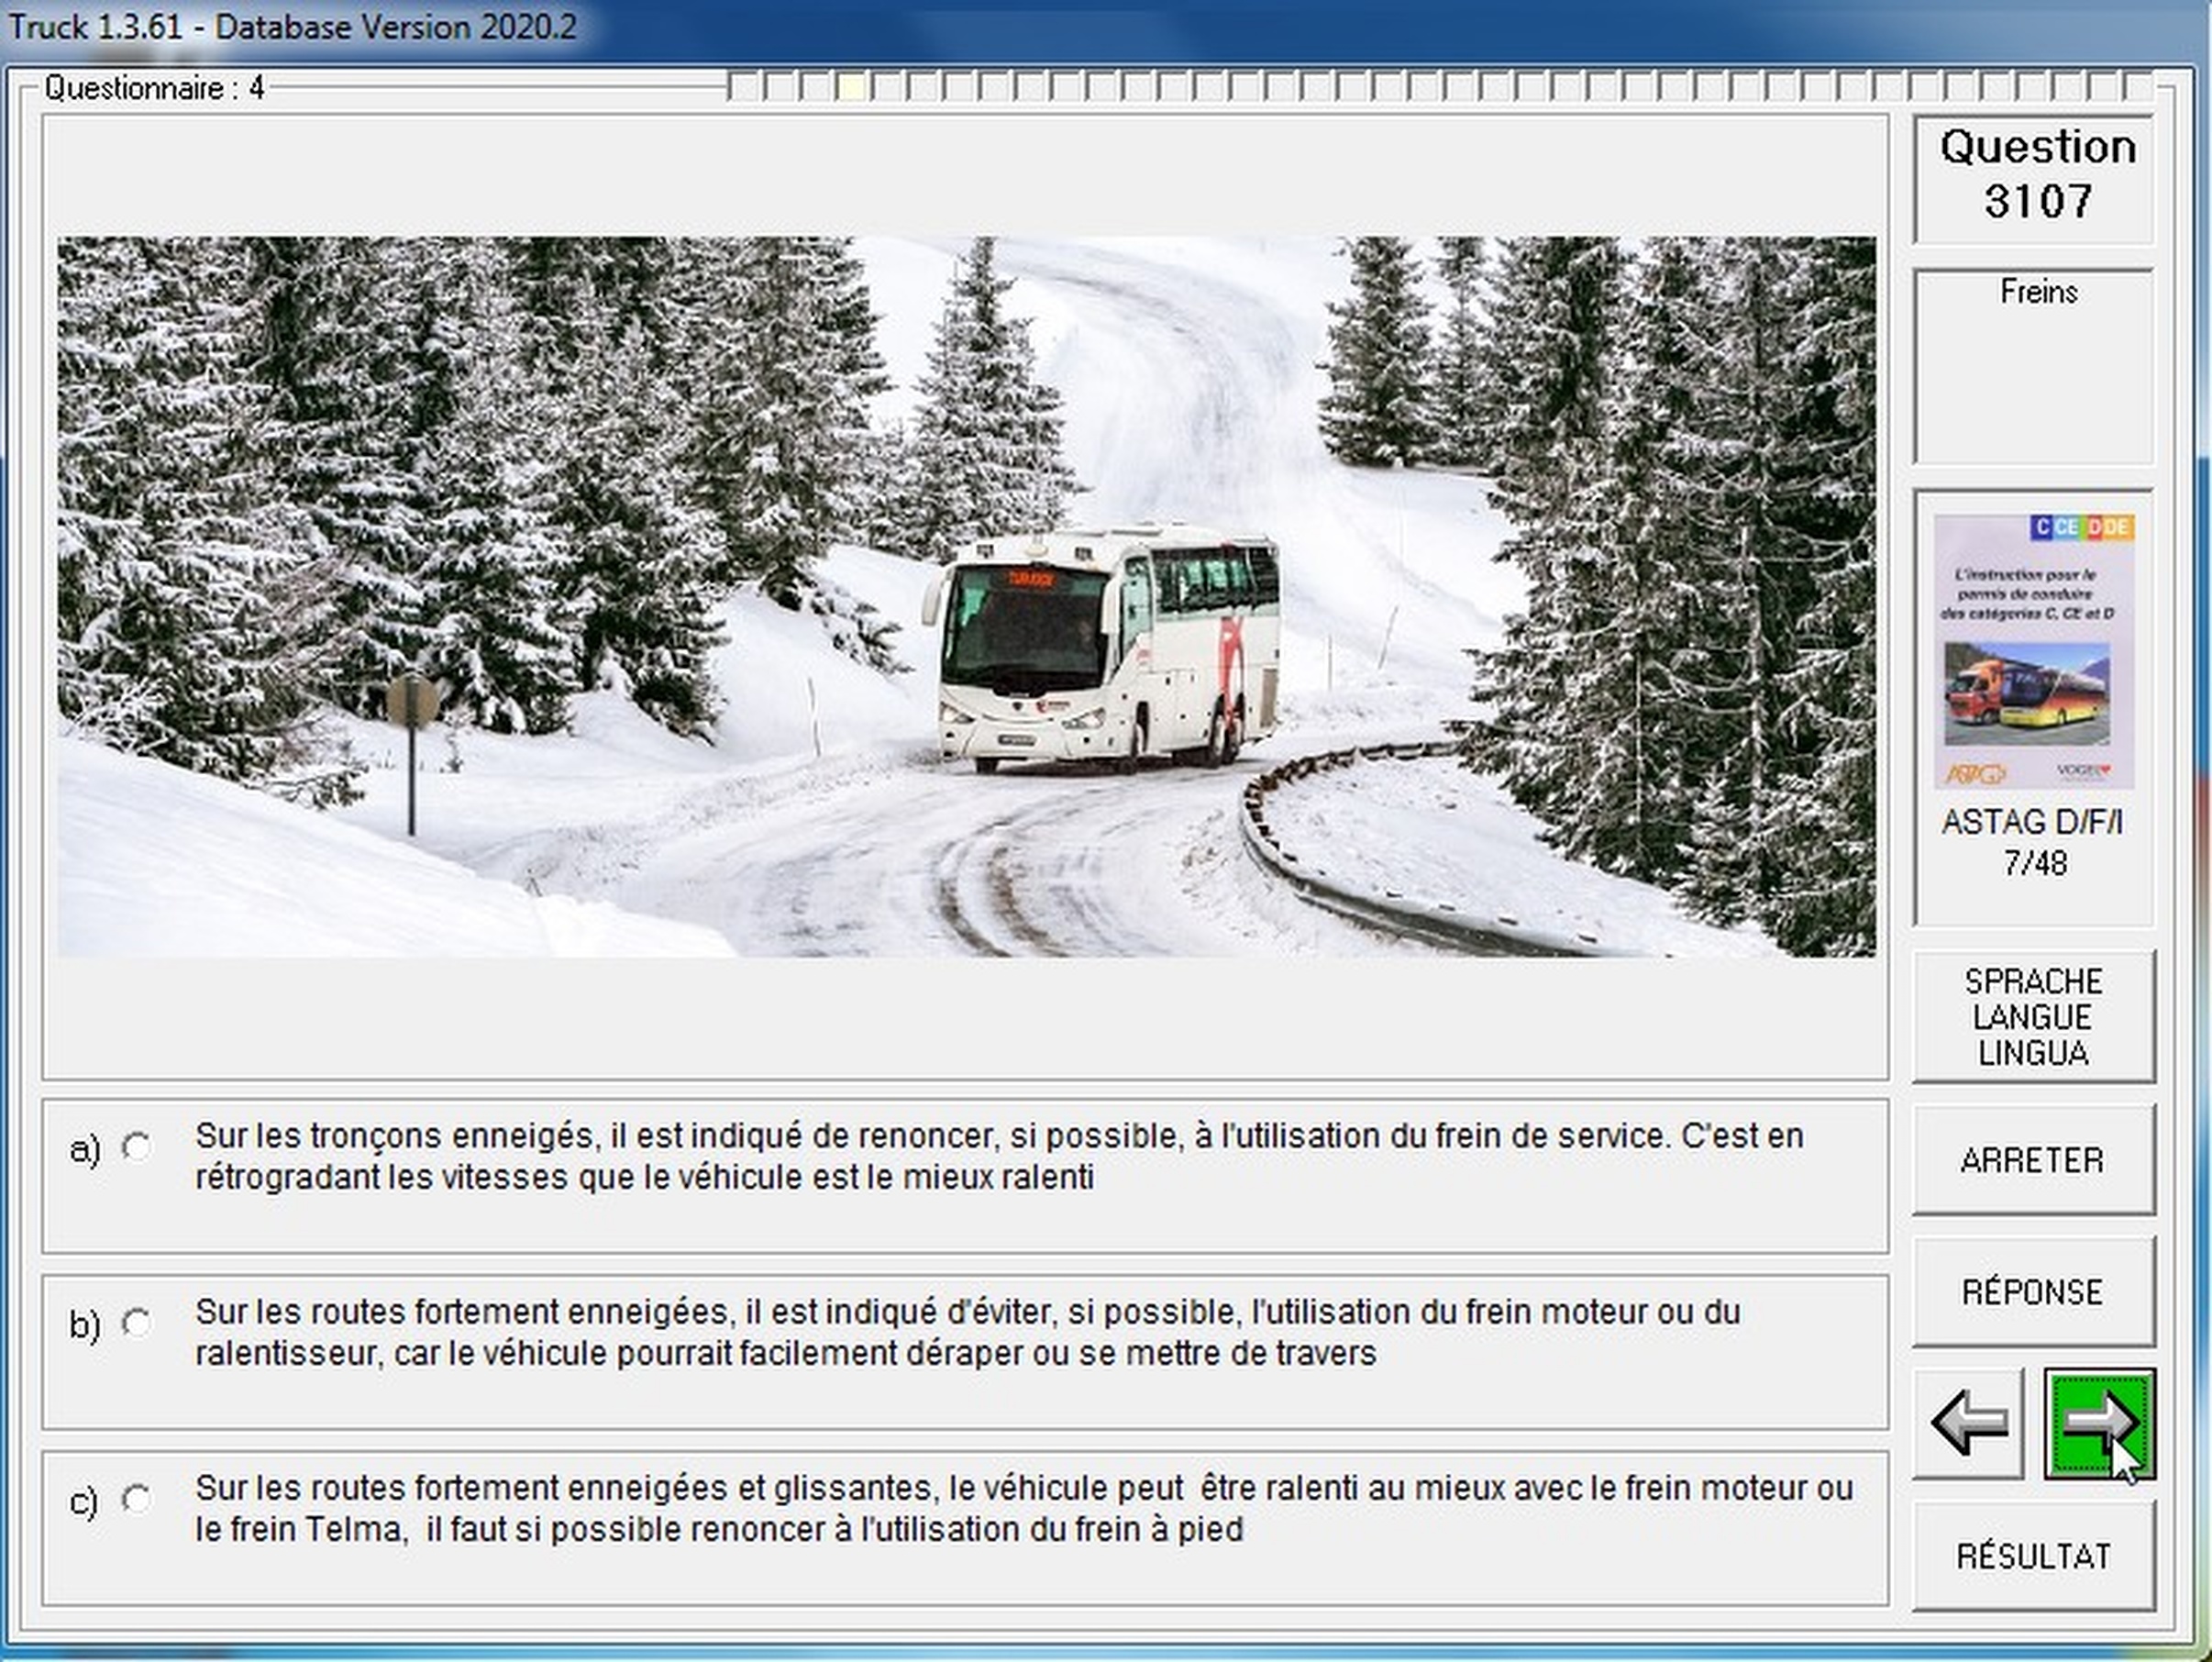 Truck 1.3.61 - Database Version 2020.2
Questionnaire : 4
Question
3107
Freins
C CE D DE
L'instruction pour le
permis de conduire
des catégories C, CE et D
ASTAG
VOGEL
ASTAG D/F/I
7/48
SPRACHE
LANGUE
LINGUA
a) Sur les tronçons enneigés, il est indiqué de renoncer, si possible, à l'utilisation du frein de service. C'est en
rétrogradant les vitesses que le véhicule est le mieux ralenti
ARRETER
b) Sur les routes fortement enneigées, il est indiqué d'éviter, si possible, l'utilisation du frein moteur ou du
ralentisseur, car le véhicule pourrait facilement déraper ou se mettre de travers
RÉPONSE
c) Sur les routes fortement enneigées et glissantes, le véhicule peut  être ralenti au mieux avec le frein moteur ou
le frein Telma,  il faut si possible renoncer à l'utilisation du frein à pied
RÉSULTAT